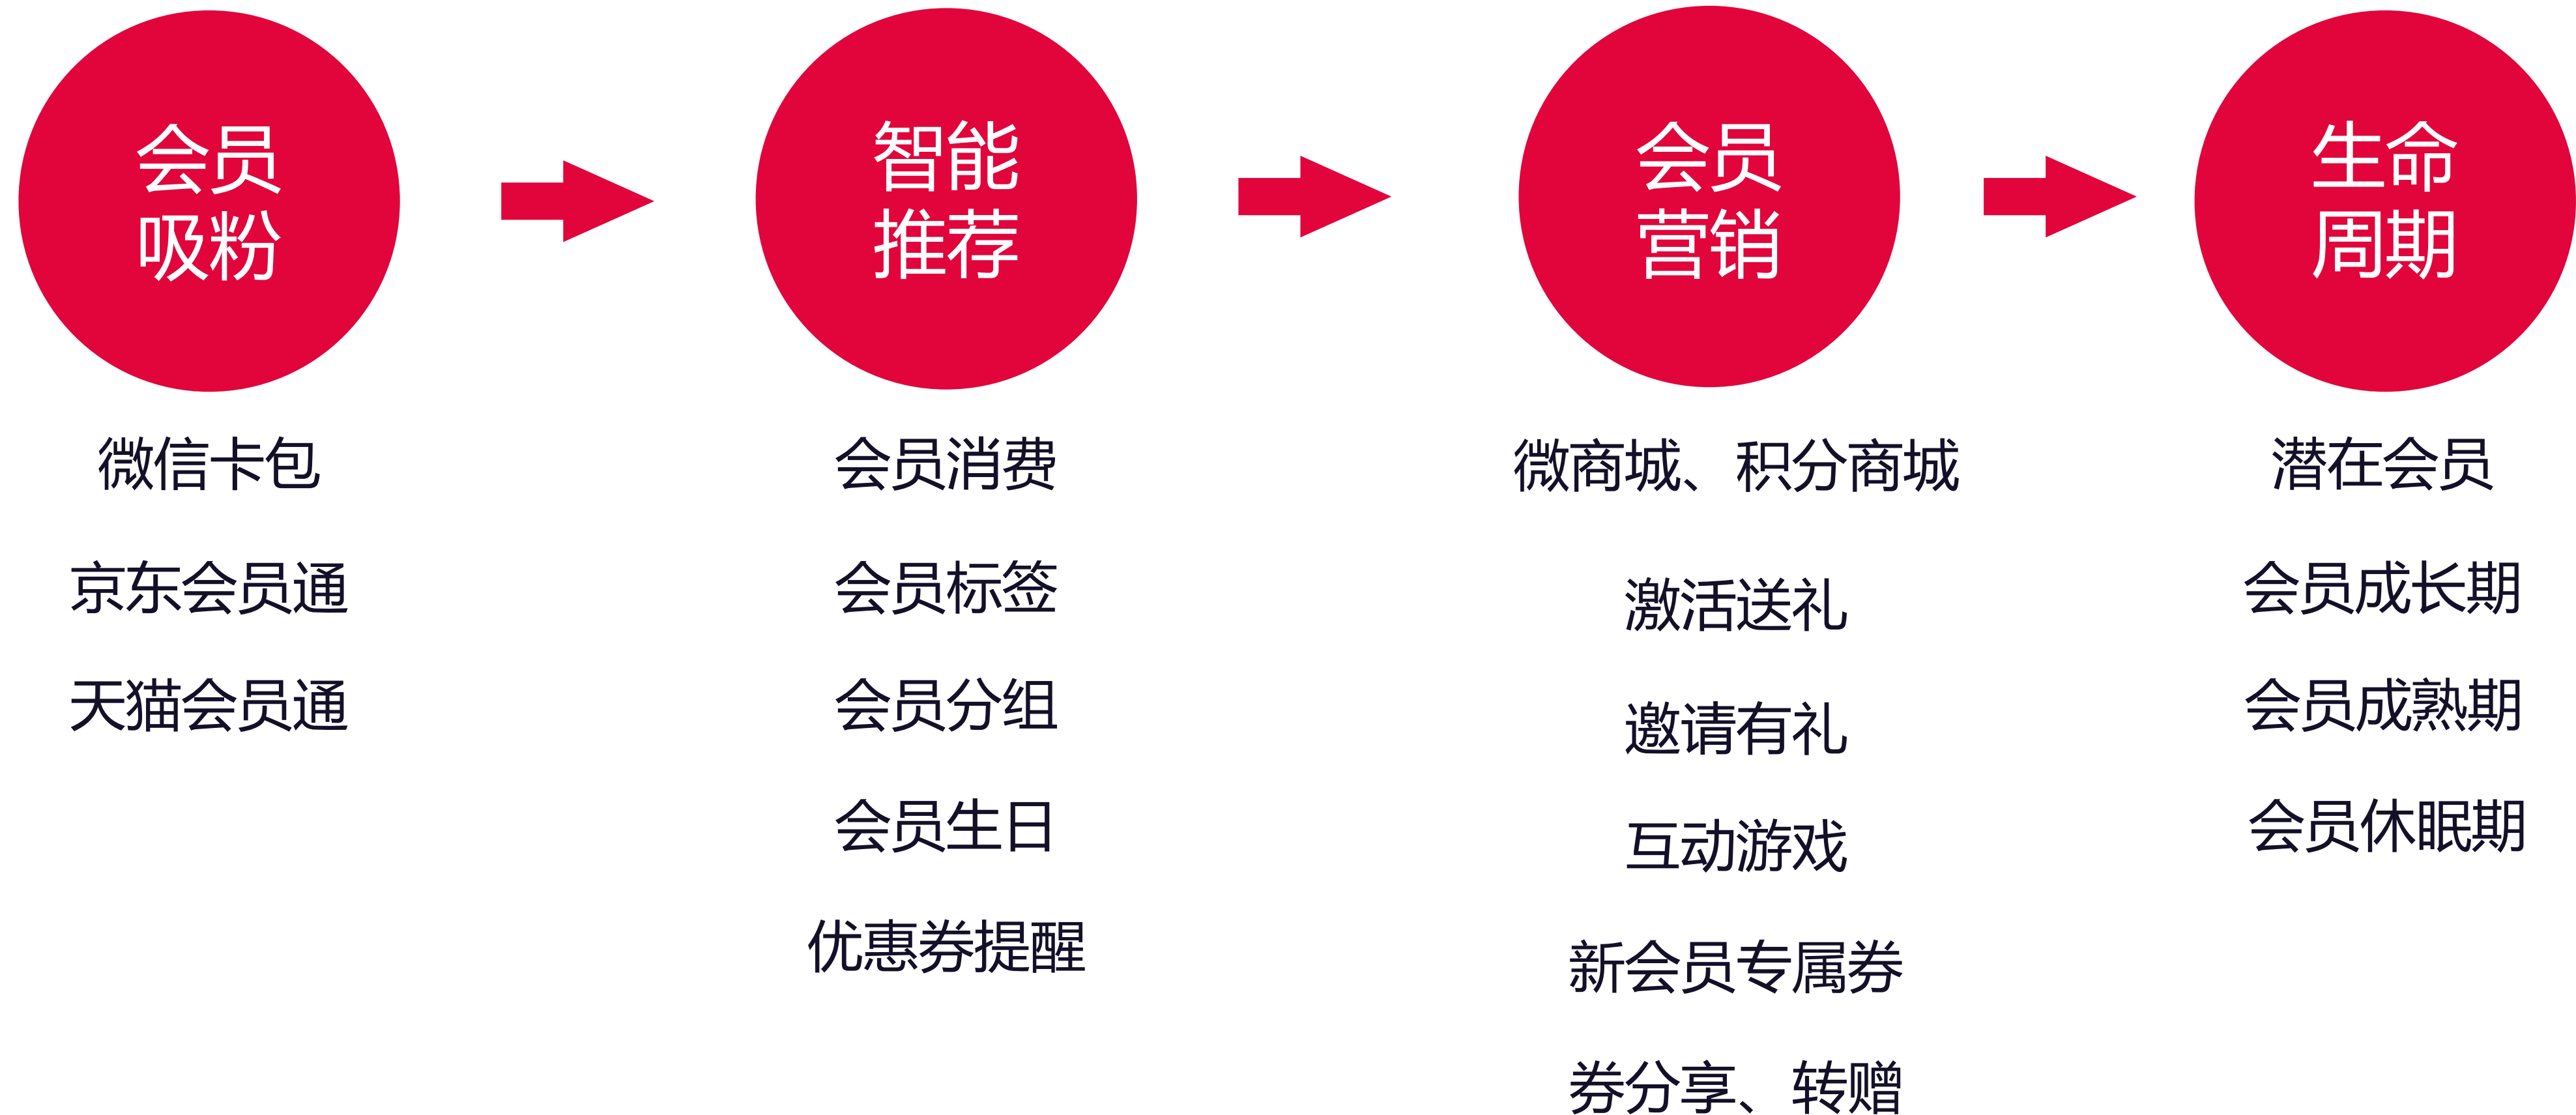 会员
吸粉
微信卡包
京东会员通
天猫会员通
智能
推荐
会员消费
会员标签
会员分组
会员生日
优惠券提醒
会员
营销
微商城、积分商城
激活送礼
邀请有礼
互动游戏
新会员专属券
券分享、转赠
生命
周期
潜在会员
会员成长期
会员成熟期
会员休眠期